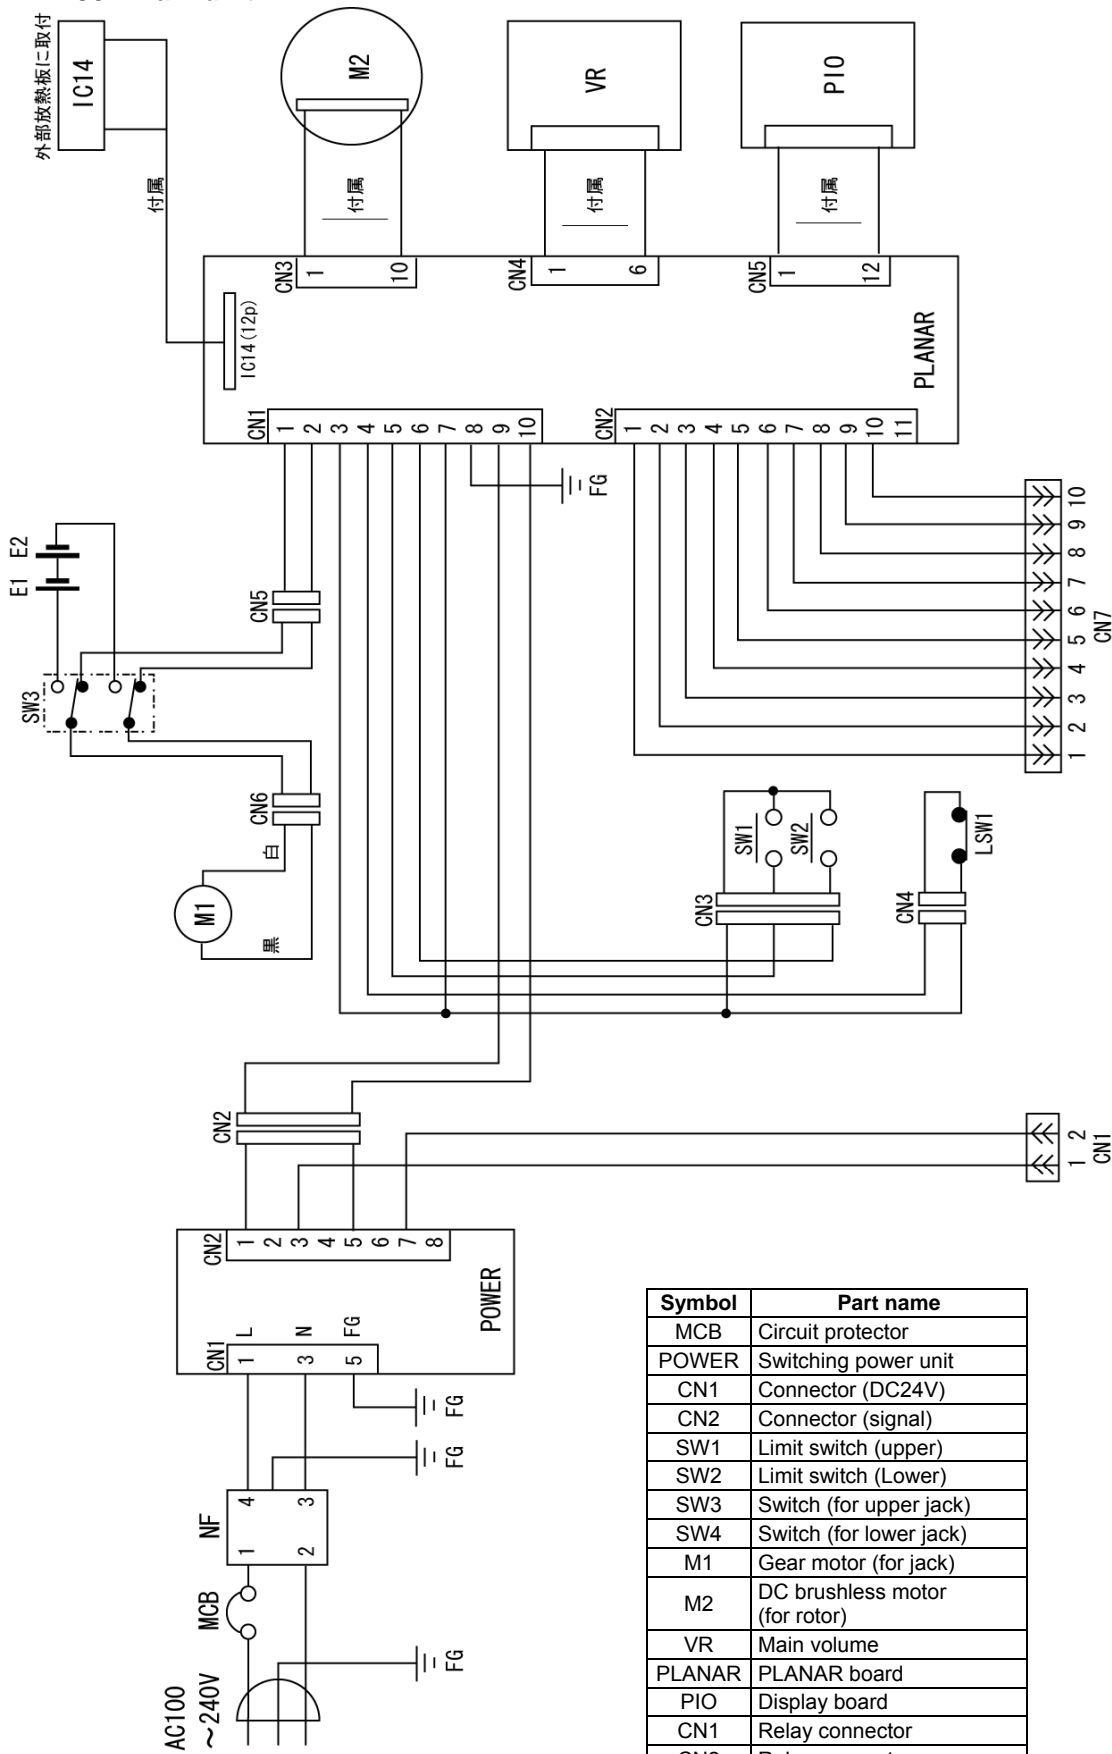 外部放熱板に取付
IC14
付属
M2
付属
VR
付属
PIO
付属
CN3
1
10
CN4
1
6
CN5
1
12
IC14(12p)
PLANAR
CN1
1
2
3
4
5
6
7
8
9
10
CN2
1
2
3
4
5
6
7
8
9
10
11
FG
E1
E2
CN5
SW3
CN6
白
M1
黒
10
9
8
7
6
5
4
3
2
1
CN7
SW1
SW2
CN3
LSW1
CN4
CN2
2
1
CN1
CN2
1
2
3
4
5
6
7
8
POWER
L
N
FG
CN1
1
3
5
FG
FG
NF
4
3
1
2
MCB
FG
AC100
～240V
Symbol Part name
MCB Circuit protector
POWER Switching power unit
CN1 Connector (DC24V)
CN2 Connector (signal)
SW1 Limit switch (upper)
SW2 Limit switch (Lower)
SW3 Switch (for upper jack)
SW4 Switch (for lower jack)
M1 Gear motor (for jack)
M2 DC brushless motor
(for rotor)
VR Main volume
PLANAR PLANAR board
PIO Display board
CN1 Relay connector